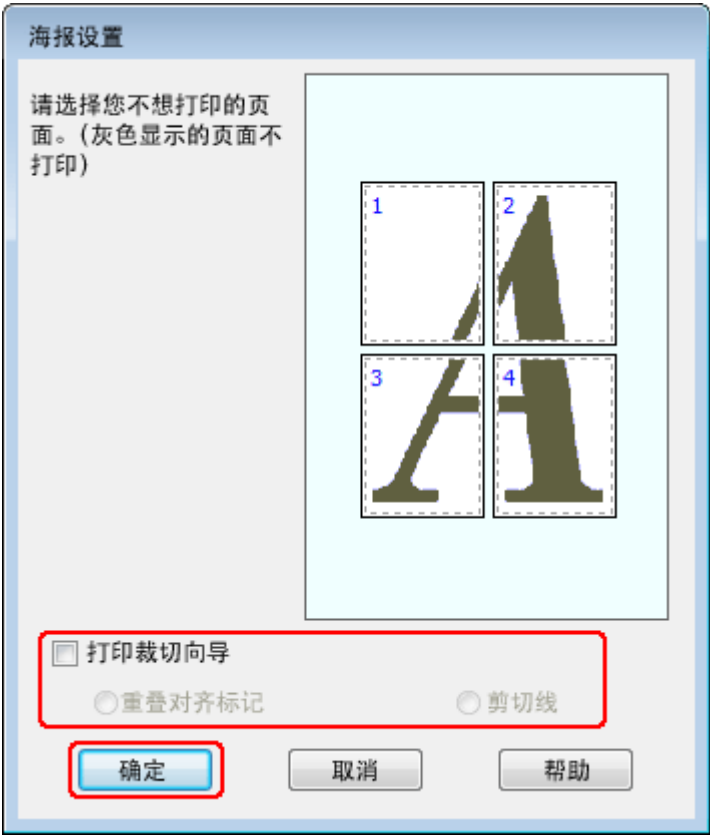 海报设置
请选择您不想打印的页
面。(灰色显示的页面不
打印)
1
2
3
4
打印裁切向导
重叠对齐标记
剪切线
确定
取消
帮助